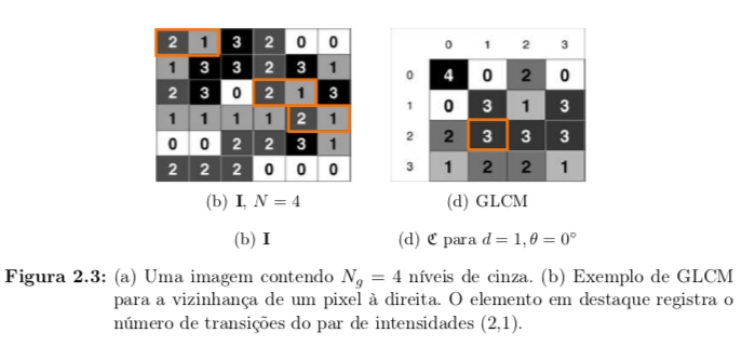 2 1 3 2 0 0
1 3 3 2 3 1
2 3 0 2 1 3
1 1 1 1 2 1
0 0 2 2 3 1
2 2 2 0 0 0
(b) I, N = 4
0 1 2 3
0 4 0 2 0
1 0 3 1 3
2 2 3 3 3
3 1 2 2 1
(d) GLCM
(b) I
(d) ℭ para d = 1, θ = 0°
Figura 2.3: (a) Uma imagem contendo N_g = 4 níveis de cinza. (b) Exemplo de GLCM
para a vizinhança de um pixel à direita. O elemento em destaque registra o
número de transições do par de intensidades (2,1).